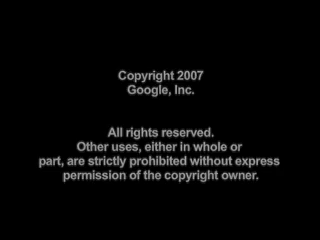 Copyright 2007
Google, Inc.
All rights reserved.
Other uses, either in whole or
part, are strictly prohibited without express
permission of the copyright owner.